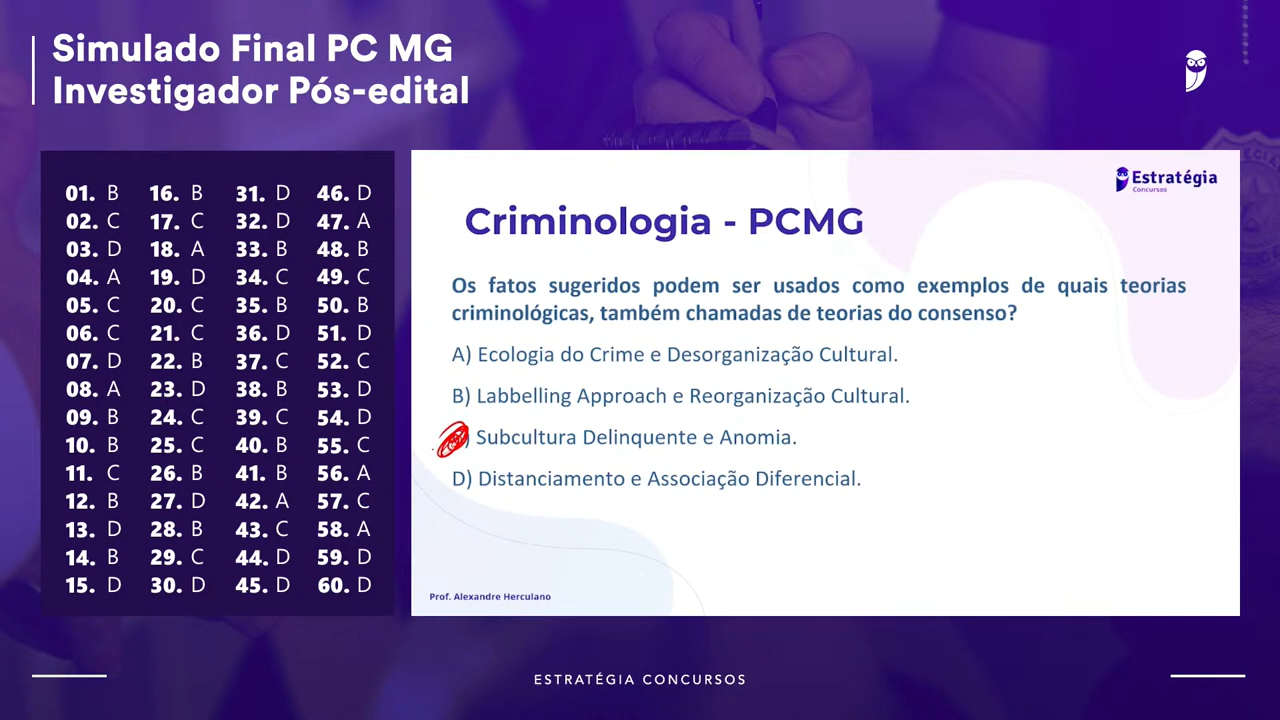 Simulado Final PC MG
Investigador Pós-edital
01. B 16. B 31. D 46. D
02. C 17. C 32. D 47. A
03. D 18. A 33. B 48. B
04. A 19. D 34. C 49. C
05. C 20. C 35. B 50. B
06. C 21. C 36. D 51. D
07. D 22. B 37. C 52. C
08. A 23. D 38. B 53. D
09. B 24. C 39. C 54. D
10. B 25. C 40. B 55. C
11. C 26. B 41. B 56. A
12. B 27. D 42. A 57. C
13. D 28. B 43. C 58. A
14. B 29. C 44. D 59. D
15. D 30. D 45. D 60. D
Estratégia
Concursos
Criminologia - PCMG
Os fatos sugeridos podem ser usados como exemplos de quais teorias
criminológicas, também chamadas de teorias do consenso?
A) Ecologia do Crime e Desorganização Cultural.
B) Labbelling Approach e Reorganização Cultural.
) Subcultura Delinquente e Anomia.
D) Distanciamento e Associação Diferencial.
Prof. Alexandre Herculano
ESTRATÉGIA CONCURSOS